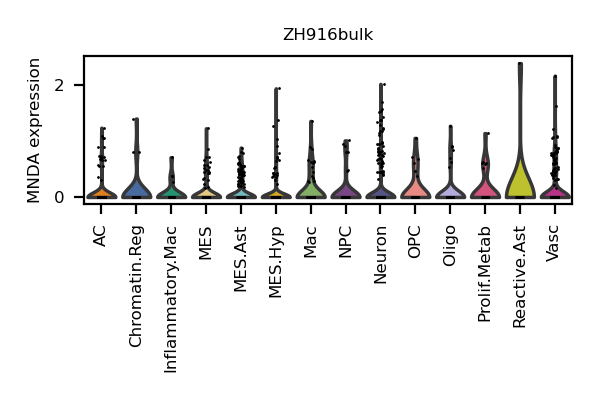 ZH916bulk
MNDA expression
2
0
AC
Chromatin.Reg
Inflammatory.Mac
MES
MES.Ast
MES.Hyp
Mac
NPC
Neuron
OPC
Oligo
Prolif.Metab
Reactive.Ast
Vasc